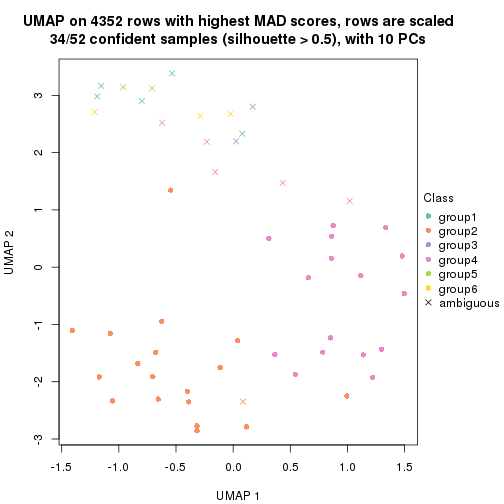 UMAP on 4352 rows with highest MAD scores, rows are scaled
34/52 confident samples (silhouette > 0.5), with 10 PCs
3
2
1
0
-1
-2
-3
UMAP 2
-1.5 -1.0 -0.5 0.0 0.5 1.0 1.5
UMAP 1
Class
group1
group2
group3
group4
group5
group6
ambiguous